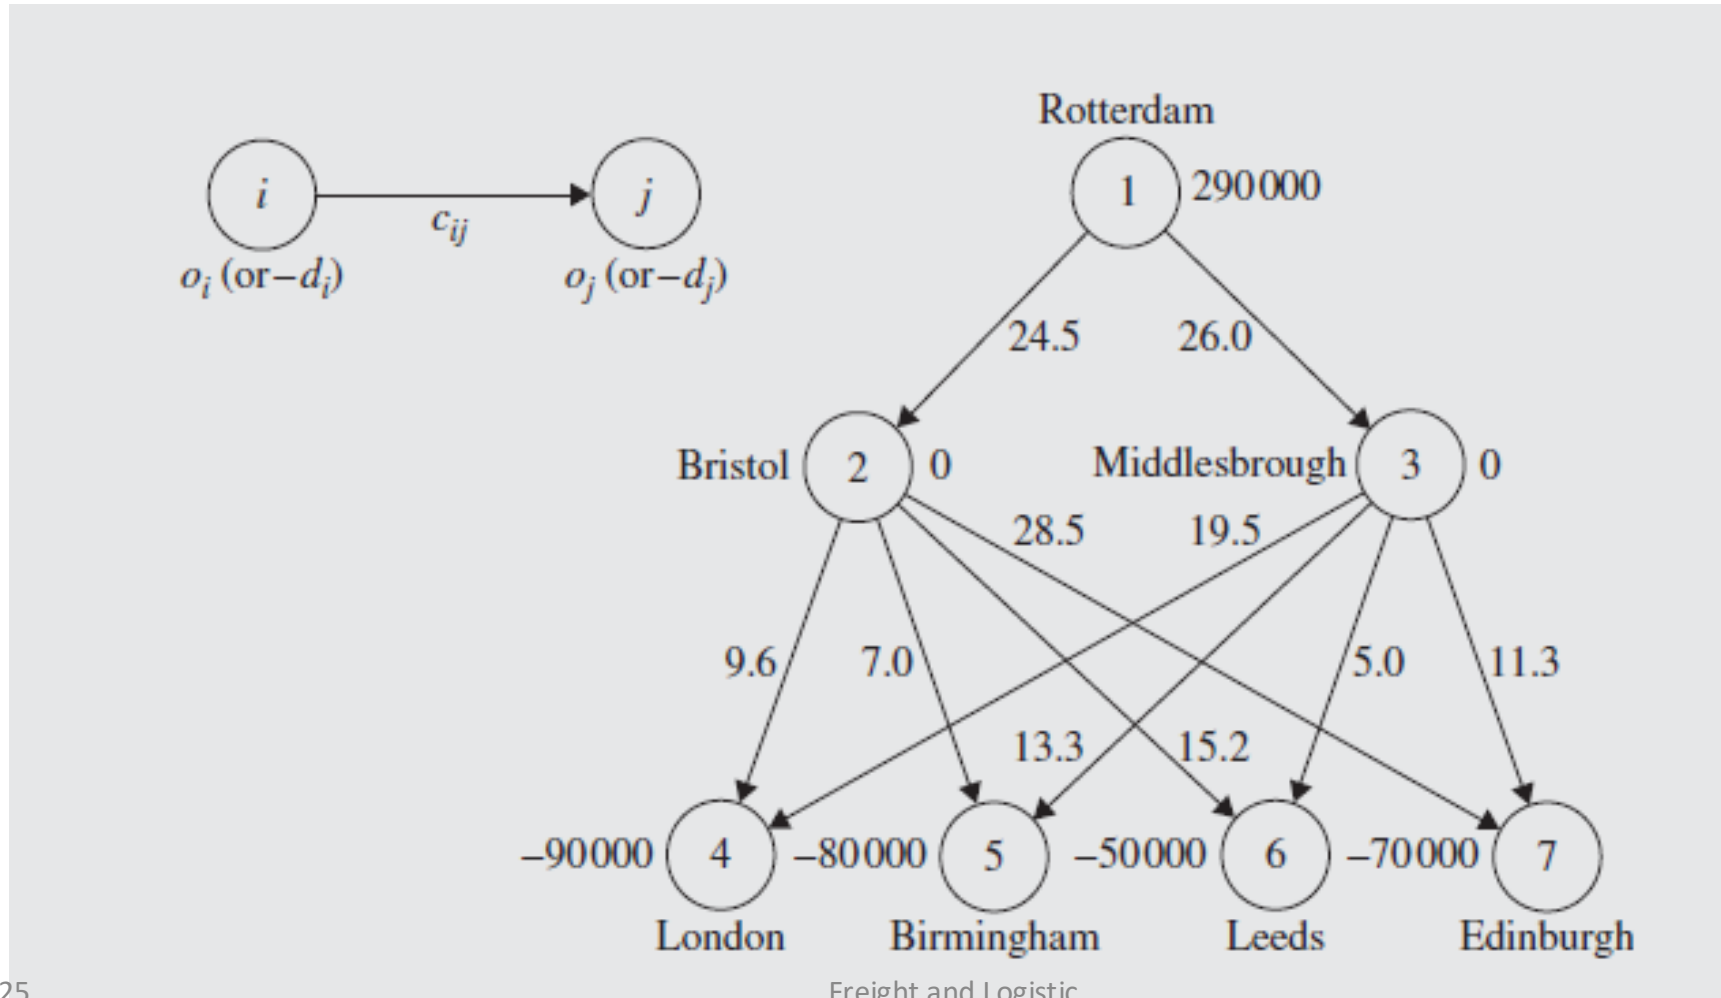 Rotterdam
i
j
1
290000
c_ij
o_i (or−d_i)
o_j (or−d_j)
24.5
26.0
Bristol
2
0
Middlesbrough
3
0
28.5
19.5
9.6
7.0
5.0
11.3
13.3
15.2
−90000
4
−80000
5
−50000
6
−70000
7
London
Birmingham
Leeds
Edinburgh
25
Freight and Logistic